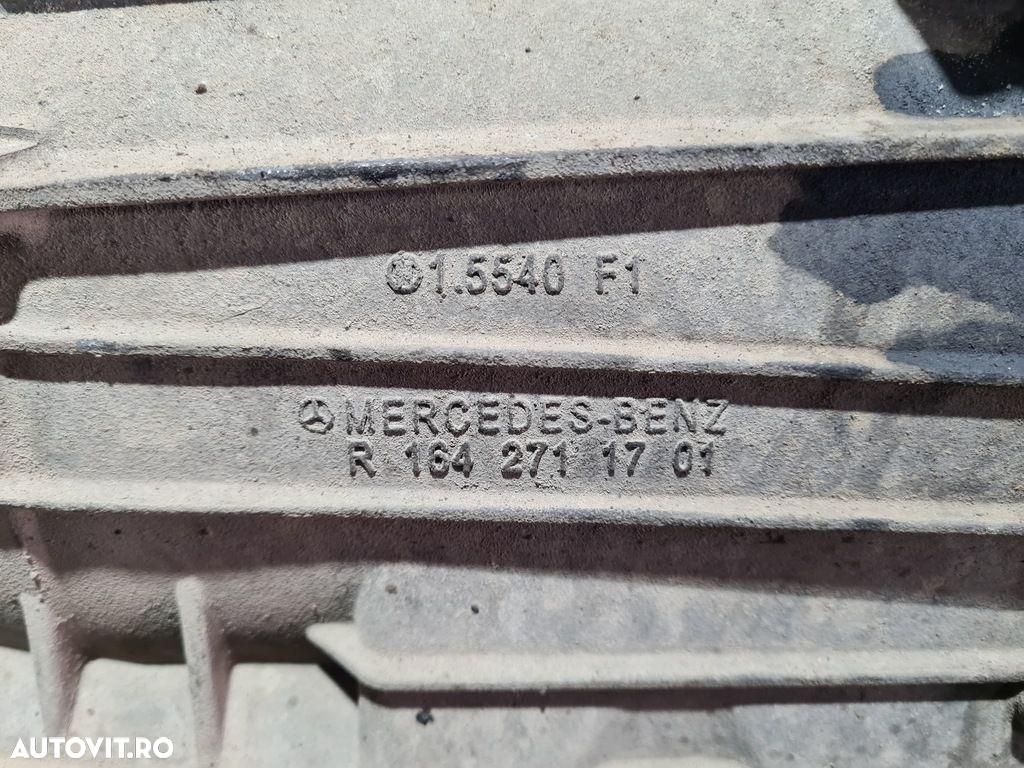 1.5540 F1
MERCEDES-BENZ
R 164 271 17 01
AUTOVIT.RO